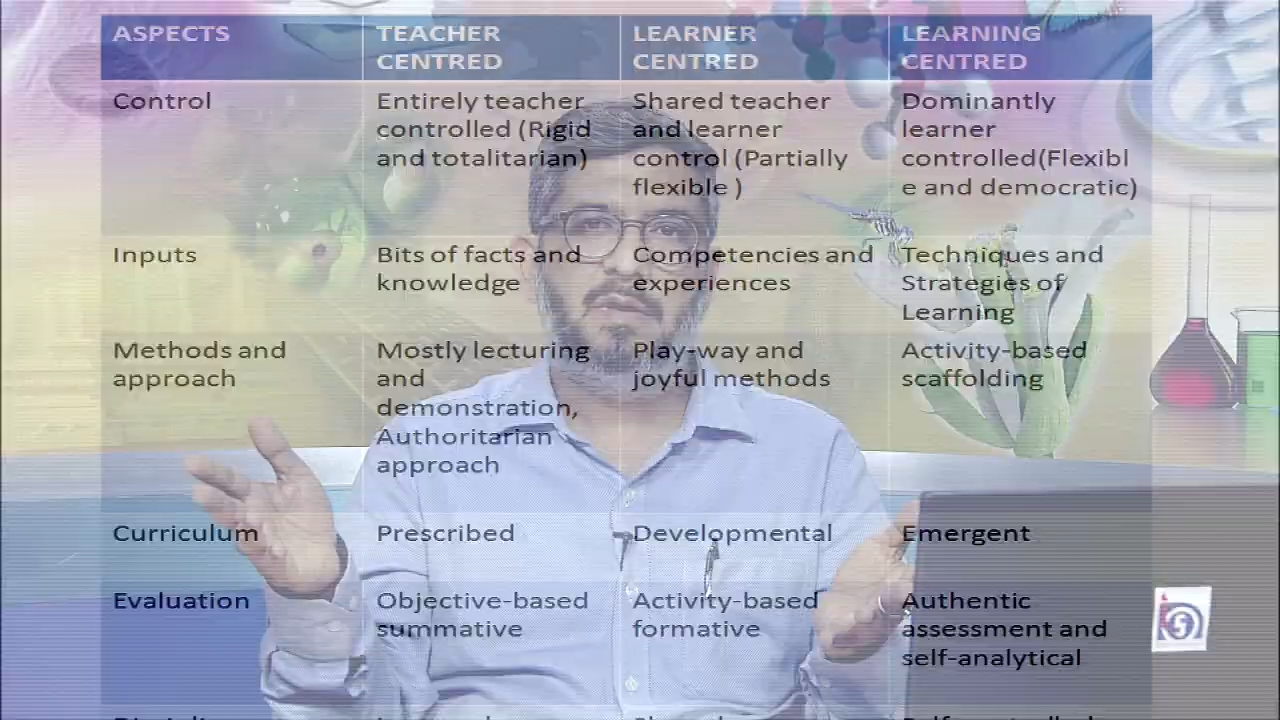 ASPECTS
TEACHER
CENTRED
LEARNER
CENTRED
LEARNING
CENTRED
Control
Entirely teacher
controlled (Rigid
and totalitarian)
Shared teacher
and learner
control (Partially
flexible )
Dominantly
learner
controlled(Flexibl
e and democratic)
Inputs
Bits of facts and
knowledge
Competencies and
experiences
Techniques and
Strategies of
Learning
Methods and
approach
Mostly lecturing
and
demonstration,
Authoritarian
approach
Play-way and
joyful methods
Activity-based
scaffolding
Curriculum
Prescribed
Developmental
Emergent
Evaluation
Objective-based
summative
Activity-based
formative
Authentic
assessment and
self-analytical